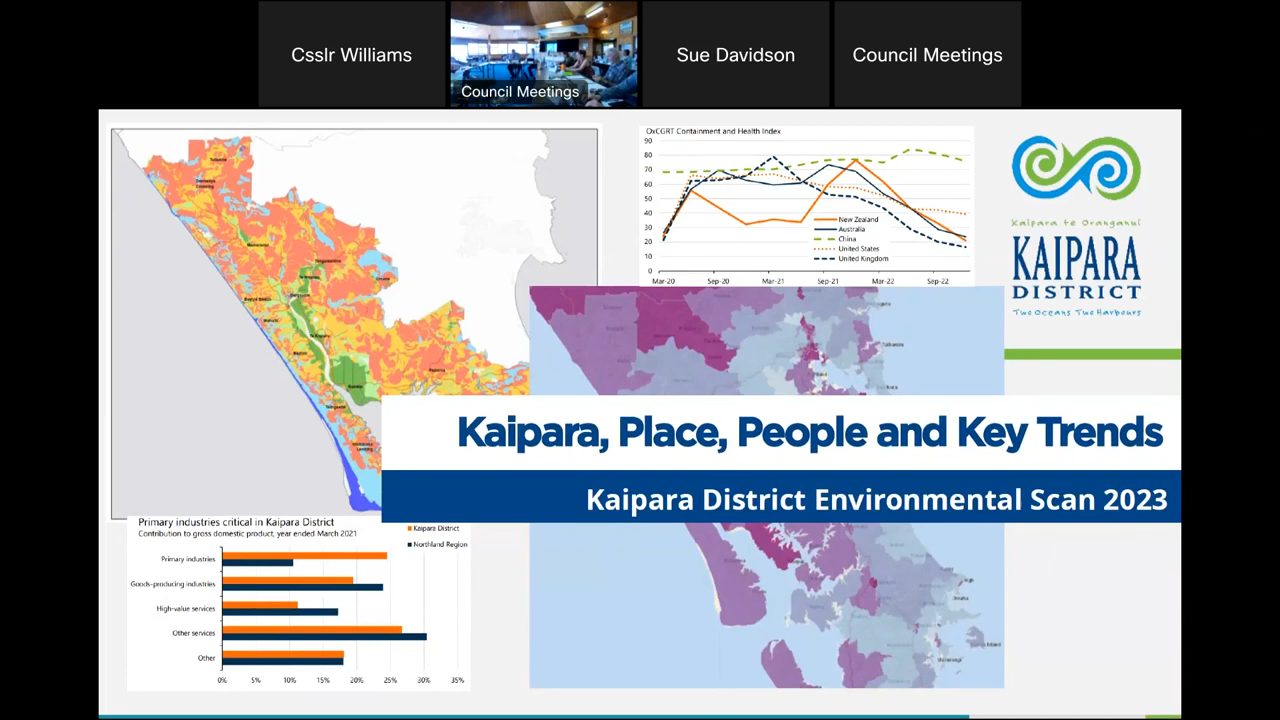 Csslr Williams
Council Meetings
Sue Davidson
Council Meetings
OxCGRT Containment and Health Index
90
80
70
60
50
40
30
20
10
0
New Zealand
Australia
China
United States
United Kingdom
Mar-20 Sep-20 Mar-21 Sep-21 Mar-22 Sep-22
Kaipara te Oranganui
KAIPARA
DISTRICT
Two Oceans Two Harbours
Kaipara, Place, People and Key Trends
Kaipara District Environmental Scan 2023
Primary industries critical in Kaipara District
Contribution to gross domestic product, year ended March 2021
Kaipara District
Northland Region
Primary industries
Goods-producing industries
High-value services
Other services
Other
0% 5% 10% 15% 20% 25% 30% 35%